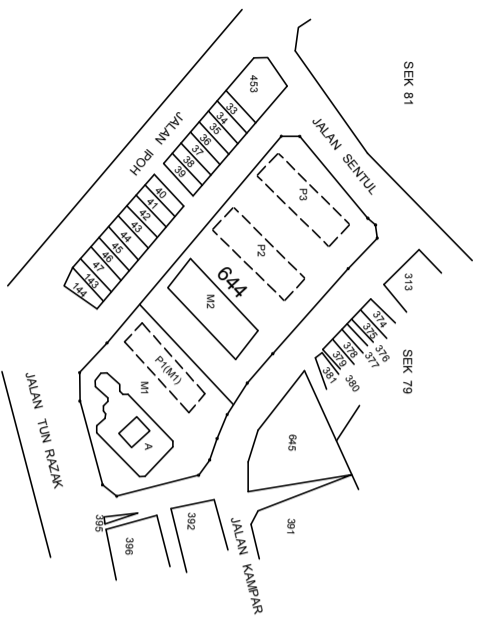 SEK 81
JALAN SENTUL
453
33
34
35
36
37
38
39
JALAN IPOH
40
41
42
43
44
45
46
47
143
144
P3
P2
644
M2
P1(M1)
M1
A
313
SEK 79
374
375
376
377
378
379
380
381
645
391
392
JALAN KAMPAR
395
396
JALAN TUN RAZAK